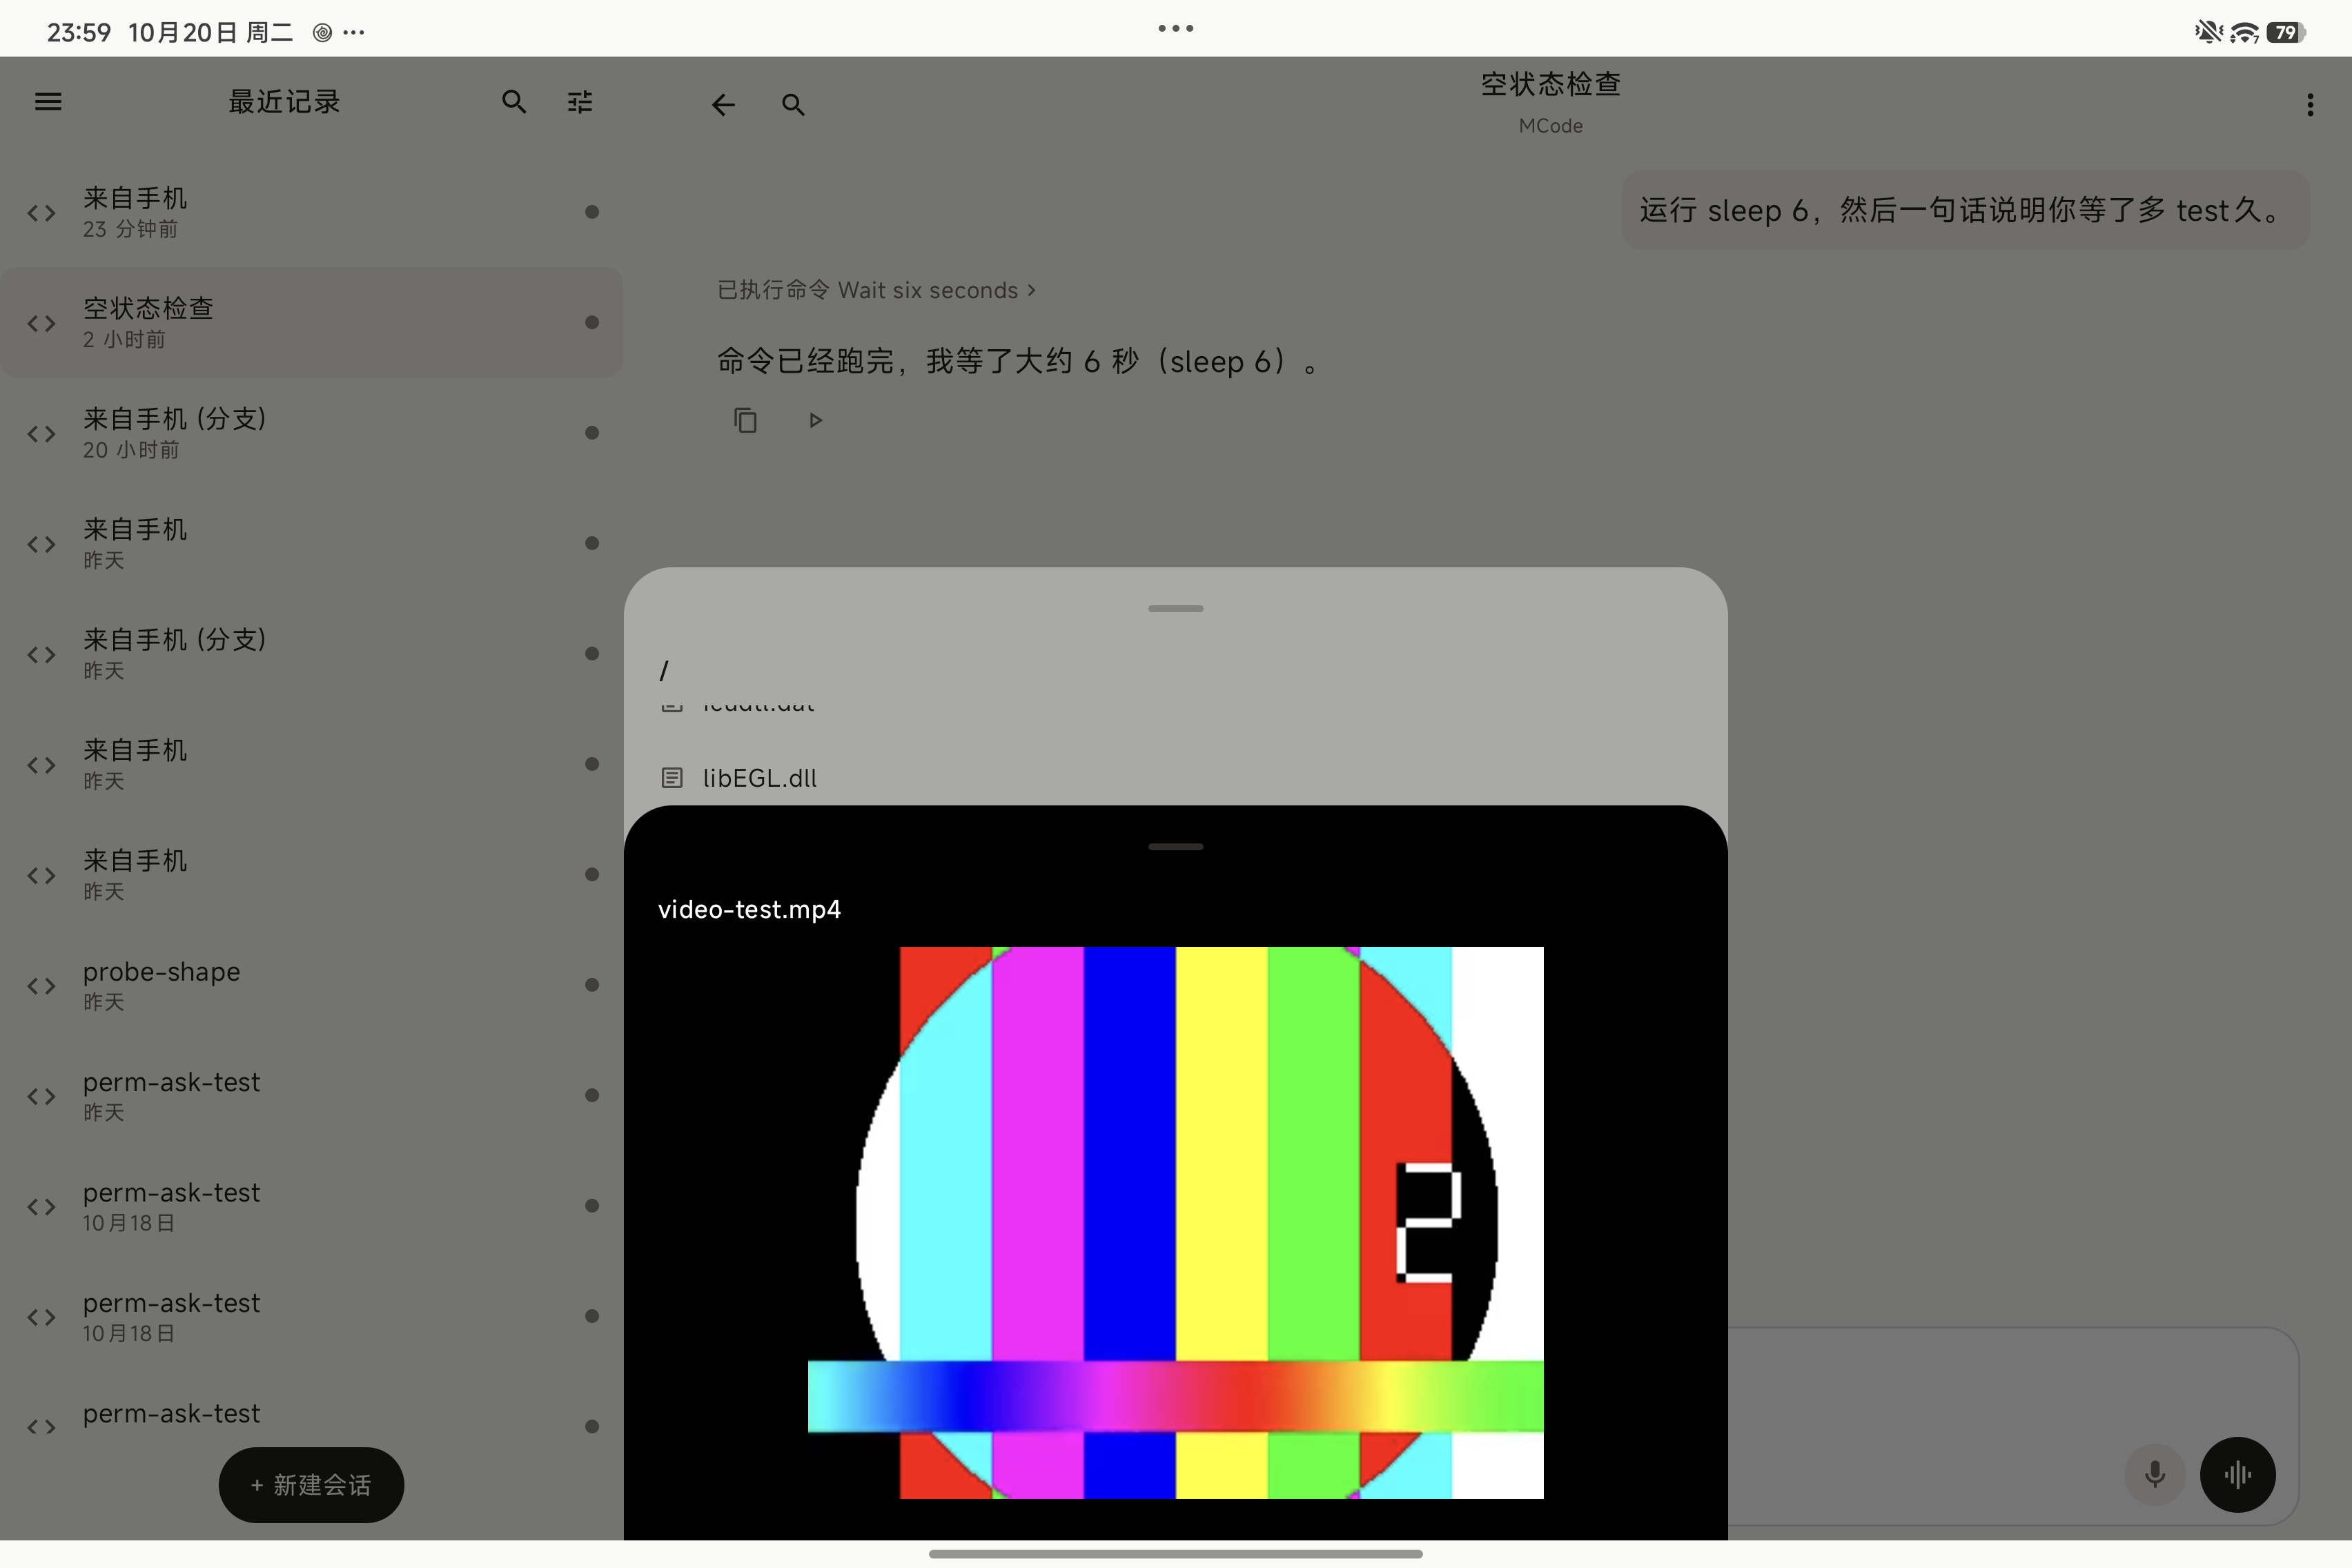 23:59 10月20日 周二
79
最近记录
来自手机
23 分钟前
空状态检查
2 小时前
来自手机 (分支)
20 小时前
来自手机
昨天
来自手机 (分支)
昨天
来自手机
昨天
来自手机
昨天
probe-shape
昨天
perm-ask-test
昨天
perm-ask-test
10月18日
perm-ask-test
10月18日
perm-ask-test
+ 新建会话
空状态检查
MCode
运行 sleep 6，然后一句话说明你等了多 test久。
已执行命令 Wait six seconds
命令已经跑完，我等了大约 6 秒（sleep 6）。
/
libEGL.dll
video-test.mp4
2